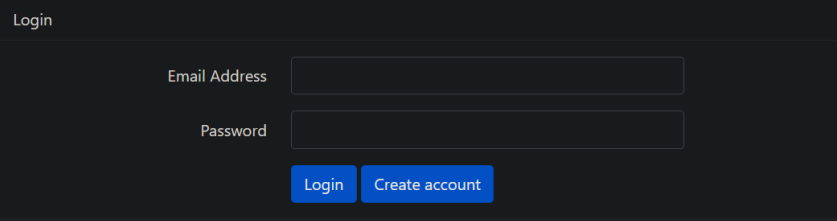 Login
Email Address
Password
Login Create account